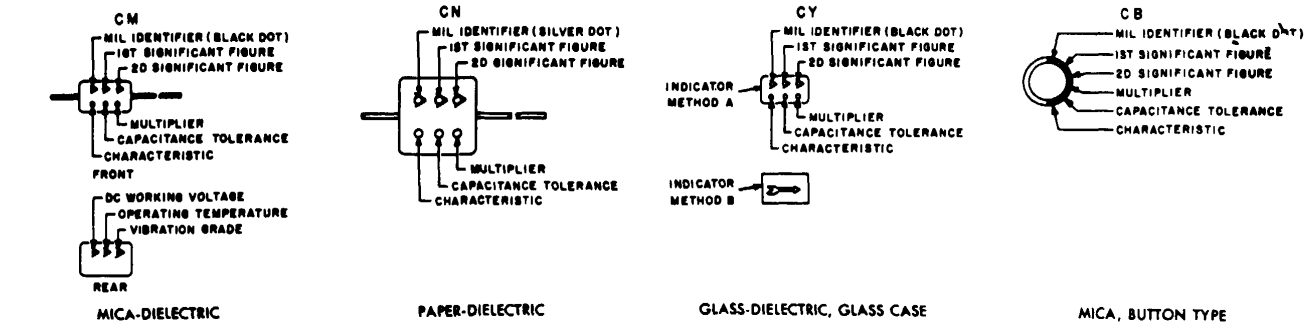 CM
MIL IDENTIFIER (BLACK DOT)
1ST SIGNIFICANT FIGURE
2D SIGNIFICANT FIGURE
MULTIPLIER
CAPACITANCE TOLERANCE
CHARACTERISTIC
FRONT
DC WORKING VOLTAGE
OPERATING TEMPERATURE
VIBRATION GRADE
REAR
MICA-DIELECTRIC
CN
MIL IDENTIFIER (SILVER DOT)
1ST SIGNIFICANT FIGURE
2D SIGNIFICANT FIGURE
MULTIPLIER
CAPACITANCE TOLERANCE
CHARACTERISTIC
PAPER-DIELECTRIC
CY
MIL IDENTIFIER (BLACK DOT)
1ST SIGNIFICANT FIGURE
2D SIGNIFICANT FIGURE
INDICATOR
METHOD A
MULTIPLIER
CAPACITANCE TOLERANCE
CHARACTERISTIC
INDICATOR
METHOD B
GLASS-DIELECTRIC, GLASS CASE
CB
MIL IDENTIFIER (BLACK DOT)
1ST SIGNIFICANT FIGURE
2D SIGNIFICANT FIGURE
MULTIPLIER
CAPACITANCE TOLERANCE
CHARACTERISTIC
MICA, BUTTON TYPE